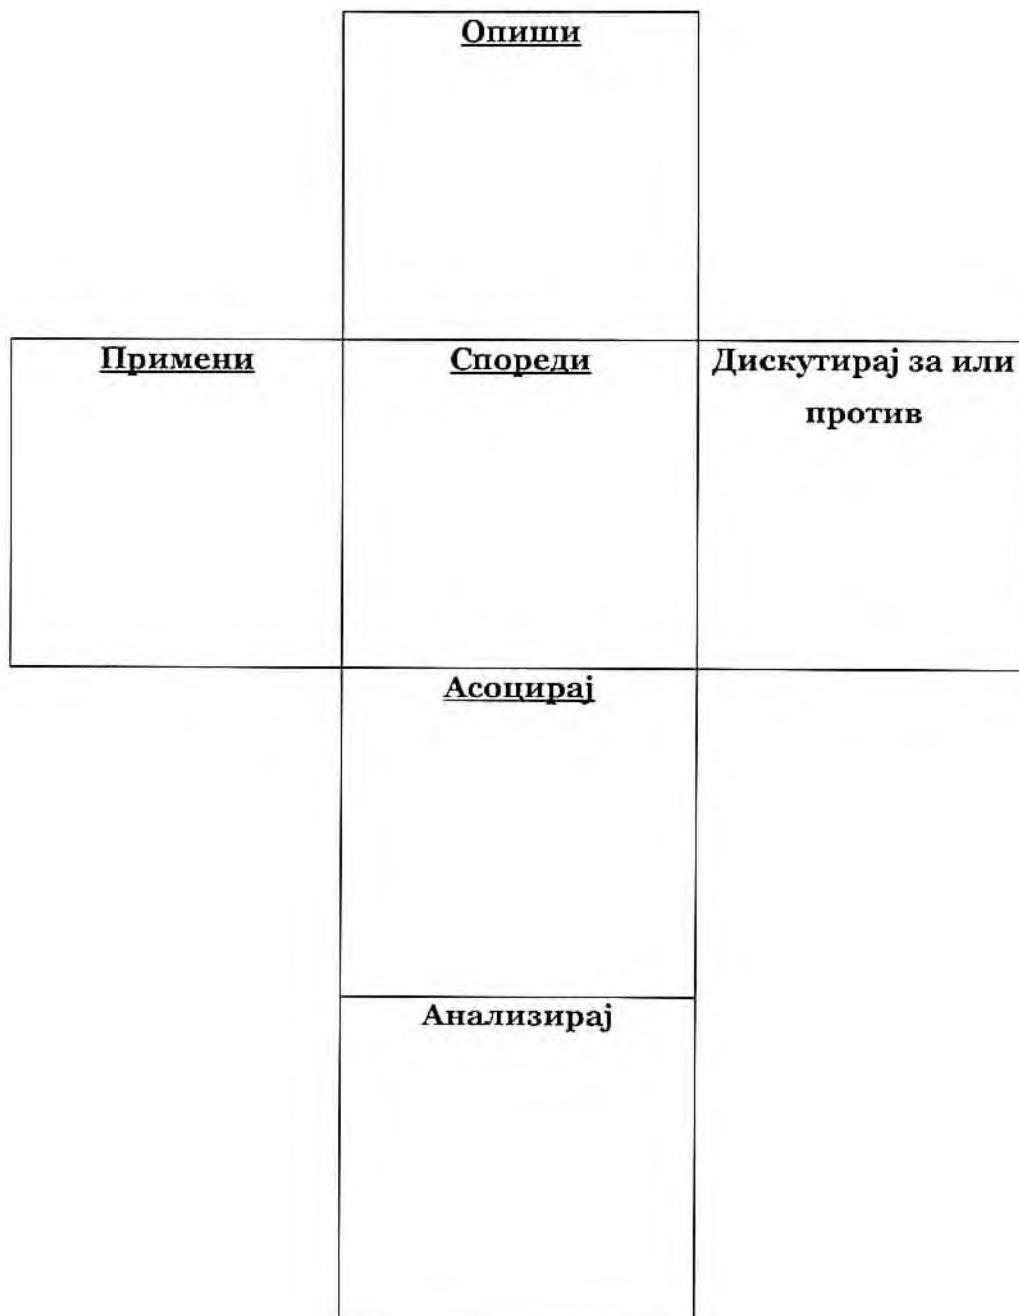 Опиши
Примени
Спореди
Дискутирај за или
против
Асоцирај
Анализирај